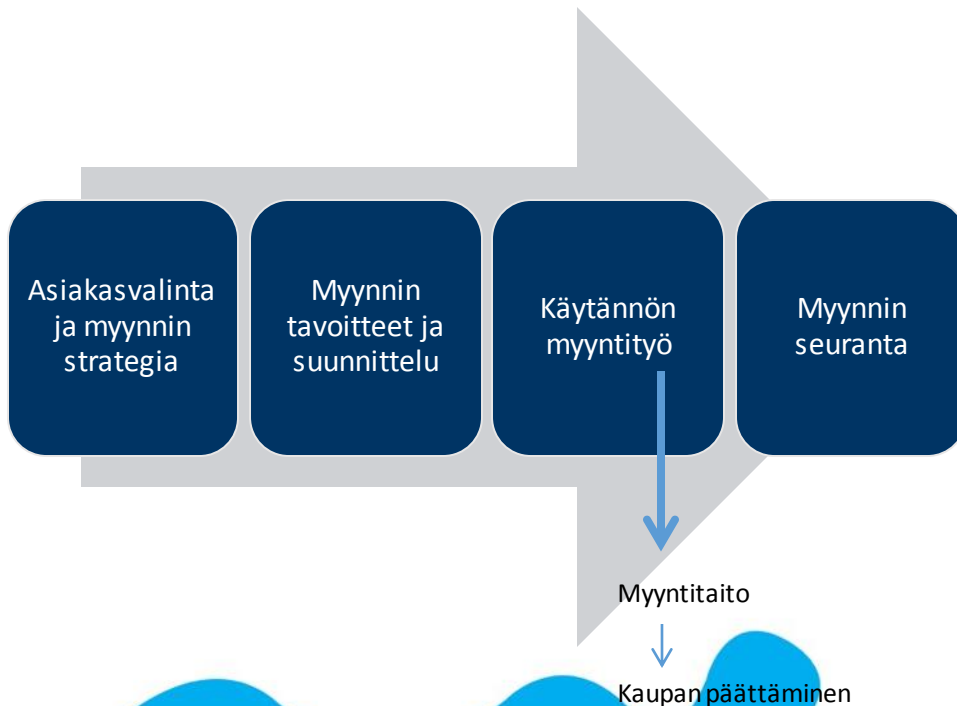 Asiakasvalinta
ja myynnin
strategia
Myynnin
tavoitteet ja
suunnittelu
Käytännön
myyntityö
Myynnin
seuranta
Myyntitaito
Kaupan päättäminen